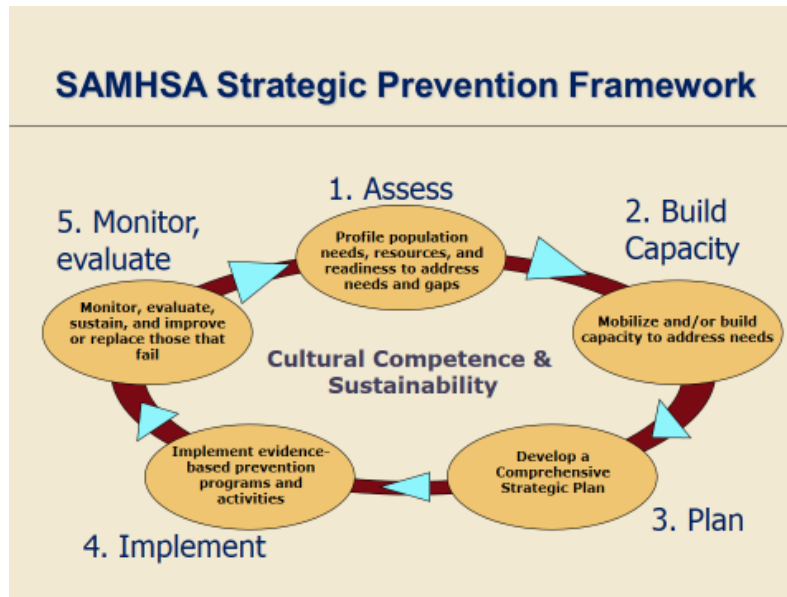 SAMHSA Strategic Prevention Framework
1. Assess
Profile population
needs, resources, and
readiness to address
needs and gaps
2. Build
Capacity
Mobilize and/or build
capacity to address needs
3. Plan
Develop a
Comprehensive
Strategic Plan
4. Implement
Implement evidence-
based prevention
programs and
activities
5. Monitor,
evaluate
Monitor, evaluate,
sustain, and improve
or replace those that
fail
Cultural Competence &
Sustainability